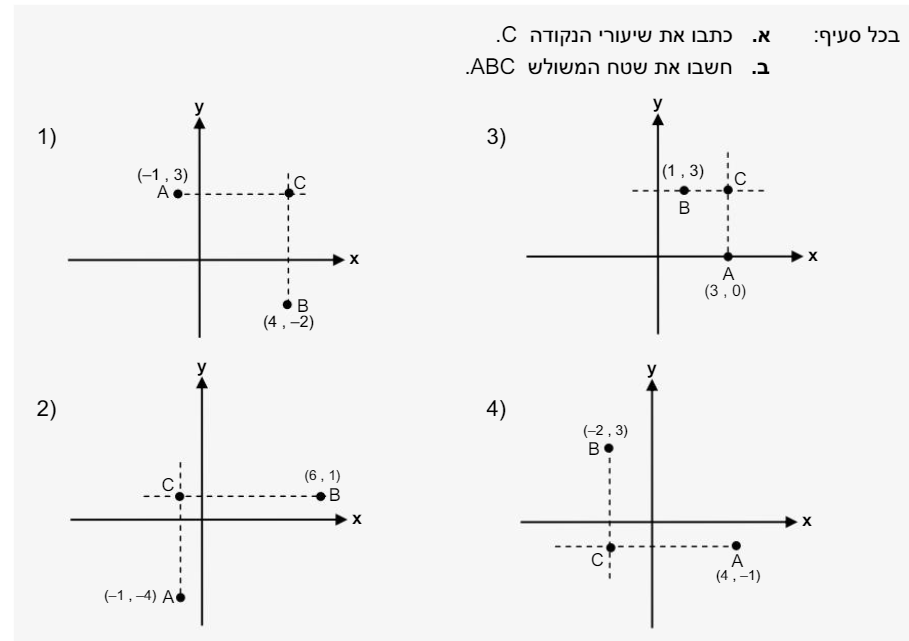 בכל סעיף: א. כתבו את שיעורי הנקודה C.
ב. חשבו את שטח המשולש ABC.
1)
y
(–1 , 3)
A
C
x
B
(4 , –2)
3)
y
(1 , 3)
C
B
x
A
(3 , 0)
2)
y
(6 , 1)
C
B
x
(–1 , –4) A
4)
y
(–2 , 3)
B
x
C
A
(4 , –1)